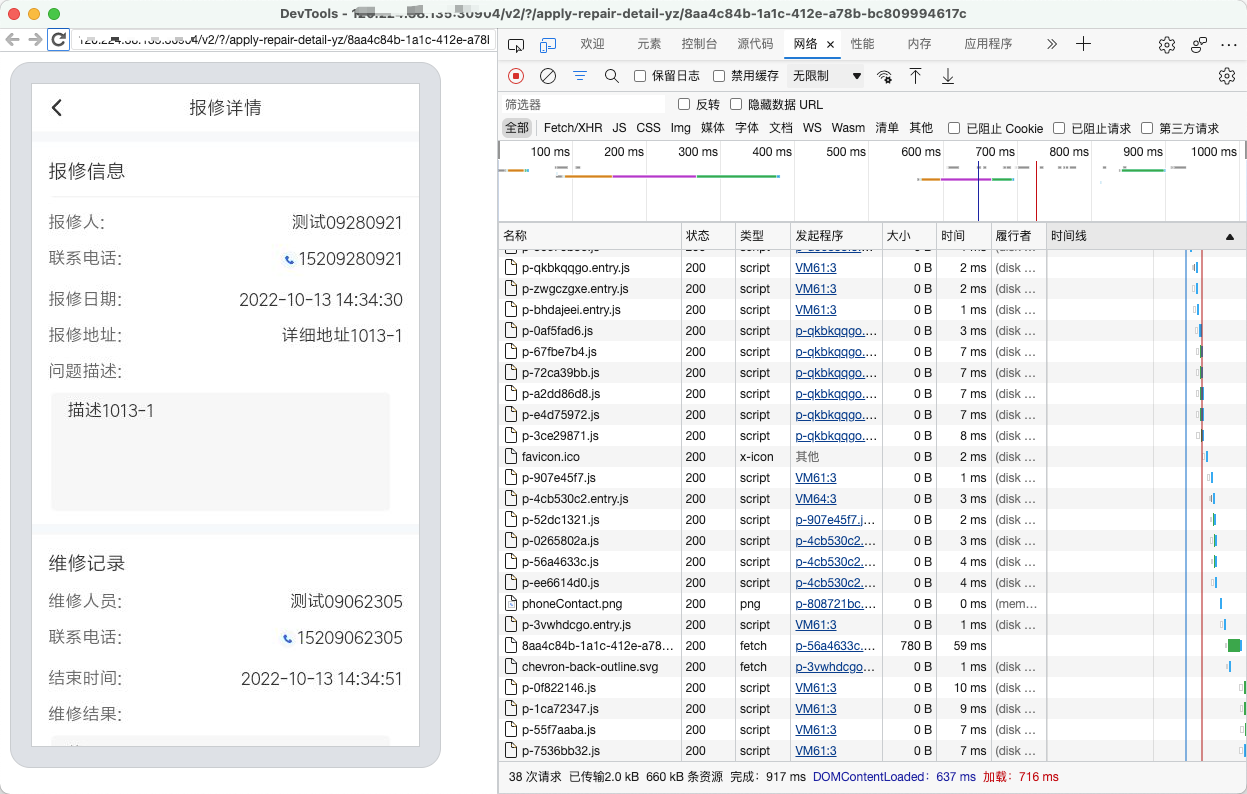 DevTools - 120.224.68.135:30904/v2/?/apply-repair-detail-yz/8aa4c84b-1a1c-412e-a78b-bc809994617c
/v2/?/apply-repair-detail-yz/8aa4c84b-1a1c-412e-a78
报修详情
报修信息
报修人: 测试09280921
联系电话: 15209280921
报修日期: 2022-10-13 14:34:30
报修地址: 详细地址1013-1
问题描述:
描述1013-1
维修记录
维修人员: 测试09062305
联系电话: 15209062305
结束时间: 2022-10-13 14:34:51
维修结果:
欢迎 元素 控制台 源代码 网络 × 性能 内存 应用程序
保留日志 禁用缓存 无限制
筛选器 反转 隐藏数据 URL
全部 Fetch/XHR JS CSS Img 媒体 字体 文档 WS Wasm 清单 其他 已阻止 Cookie 已阻止请求 第三方请求
100 ms 200 ms 300 ms 400 ms 500 ms 600 ms 700 ms 800 ms 900 ms 1000 ms
名称 状态 类型 发起程序 大小 时间 履行者 时间线
p-qkbkqqgo.entry.js 200 script VM61:3 0 B 2 ms (disk ...
p-zwgczgxe.entry.js 200 script VM61:3 0 B 2 ms (disk ...
p-bhdajeei.entry.js 200 script VM61:3 0 B 1 ms (disk ...
p-0af5fad6.js 200 script p-qkbkqqgo.... 0 B 3 ms (disk ...
p-67fbe7b4.js 200 script p-qkbkqqgo.... 0 B 7 ms (disk ...
p-72ca39bb.js 200 script p-qkbkqqgo.... 0 B 7 ms (disk ...
p-a2dd86d8.js 200 script p-qkbkqqgo.... 0 B 7 ms (disk ...
p-e4d75972.js 200 script p-qkbkqqgo.... 0 B 7 ms (disk ...
p-3ce29871.js 200 script p-qkbkqqgo.... 0 B 8 ms (disk ...
favicon.ico 200 x-icon 其他 0 B 2 ms (disk ...
p-907e45f7.js 200 script VM61:3 0 B 1 ms (disk ...
p-4cb530c2.entry.js 200 script VM64:3 0 B 3 ms (disk ...
p-52dc1321.js 200 script p-907e45f7.j... 0 B 2 ms (disk ...
p-0265802a.js 200 script p-4cb530c2.... 0 B 3 ms (disk ...
p-56a4633c.js 200 script p-4cb530c2.... 0 B 4 ms (disk ...
p-ee6614d0.js 200 script p-4cb530c2.... 0 B 4 ms (disk ...
phoneContact.png 200 png p-808721bc.... 0 B 0 ms (mem...
p-3vwhdcgo.entry.js 200 script VM61:3 0 B 1 ms (disk ...
8aa4c84b-1a1c-412e-a78... 200 fetch p-56a4633c.... 780 B 59 ms
chevron-back-outline.svg 200 fetch p-3vwhdcgo... 0 B 1 ms (disk ...
p-0f822146.js 200 script VM61:3 0 B 10 ms (disk ...
p-1ca72347.js 200 script VM61:3 0 B 9 ms (disk ...
p-55f7aaba.js 200 script VM61:3 0 B 7 ms (disk ...
p-7536bb32.js 200 script VM61:3 0 B 7 ms (disk ...
38 次请求 已传输2.0 kB 660 kB 条资源 完成: 917 ms DOMContentLoaded: 637 ms 加载: 716 ms